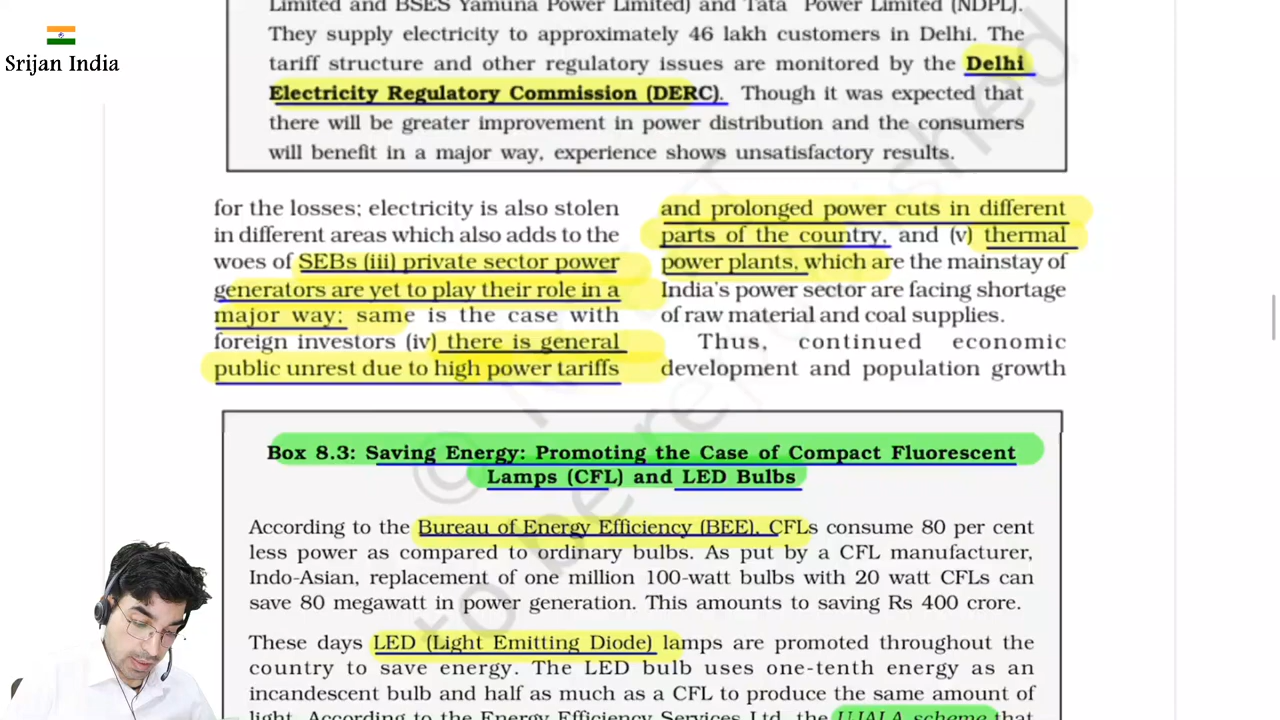 Srijan India
Limited and BSES Yamuna Power Limited) and Tata Power Limited (NDPL).
They supply electricity to approximately 46 lakh customers in Delhi. The
tariff structure and other regulatory issues are monitored by the Delhi
Electricity Regulatory Commission (DERC). Though it was expected that
there will be greater improvement in power distribution and the consumers
will benefit in a major way, experience shows unsatisfactory results.
for the losses; electricity is also stolen
in different areas which also adds to the
woes of SEBs (iii) private sector power
generators are yet to play their role in a
major way; same is the case with
foreign investors (iv) there is general
public unrest due to high power tariffs
and prolonged power cuts in different
parts of the country, and (v) thermal
power plants, which are the mainstay of
India's power sector are facing shortage
of raw material and coal supplies.
Thus, continued economic
development and population growth
Box 8.3: Saving Energy: Promoting the Case of Compact Fluorescent
Lamps (CFL) and LED Bulbs
According to the Bureau of Energy Efficiency (BEE), CFLs consume 80 per cent
less power as compared to ordinary bulbs. As put by a CFL manufacturer,
Indo-Asian, replacement of one million 100-watt bulbs with 20 watt CFLs can
save 80 megawatt in power generation. This amounts to saving Rs 400 crore.
These days LED (Light Emitting Diode) lamps are promoted throughout the
country to save energy. The LED bulb uses one-tenth energy as an
incandescent bulb and half as much as a CFL to produce the same amount of
light. According to the Energy Efficiency Services Ltd, the UJALA scheme that